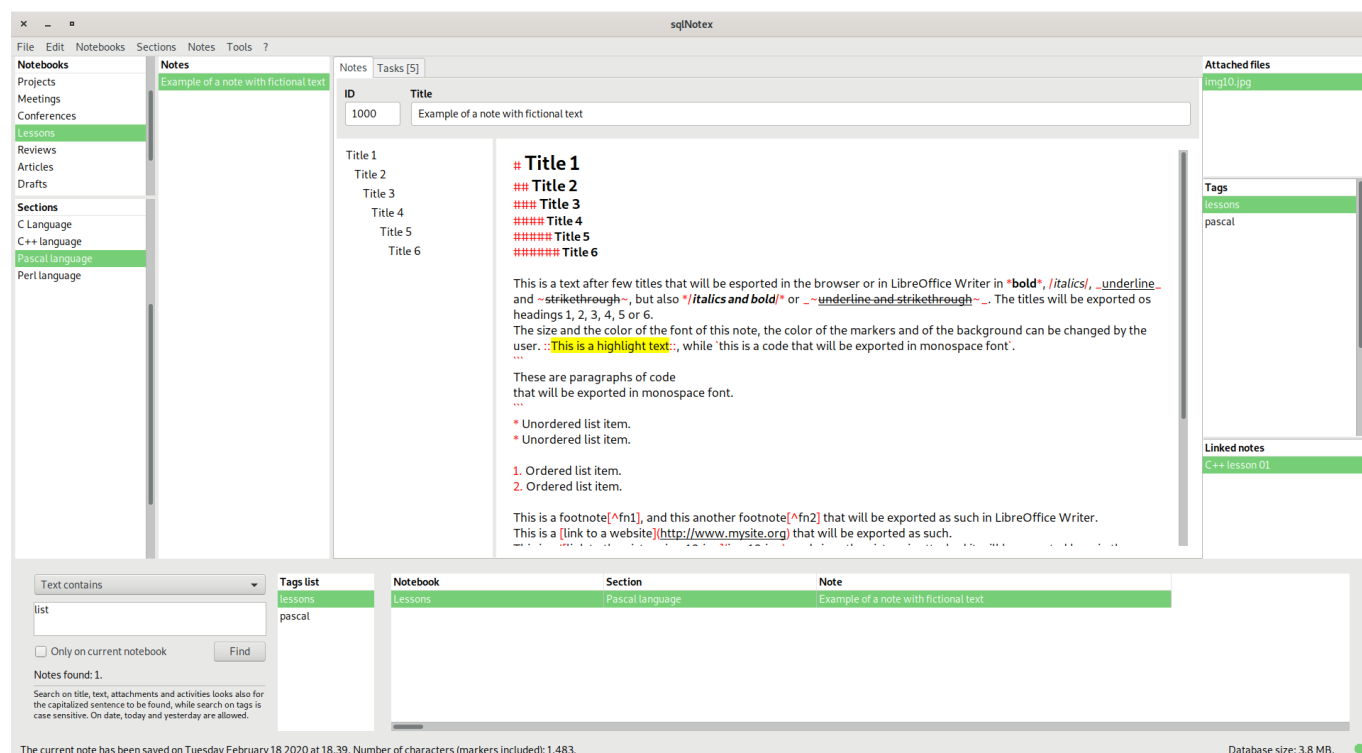 sqlNotex
File Edit Notebooks Sections Notes Tools ?
Notebooks
Projects
Meetings
Conferences
Lessons
Reviews
Articles
Drafts
Sections
C Language
C++ language
Pascal language
Perl language
Notes
Example of a note with fictional text
Notes Tasks [5]
ID Title
1000 Example of a note with fictional text
Title 1
Title 2
Title 3
Title 4
Title 5
Title 6
# Title 1
## Title 2
### Title 3
#### Title 4
##### Title 5
###### Title 6
This is a text after few titles that will be esported in the browser or in LibreOffice Writer in *bold*, /italics/, _underline_
and ~strikethrough~, but also */italics and bold/* or _~underline and strikethrough~_. The titles will be exported os
headings 1, 2, 3, 4, 5 or 6.
The size and the color of the font of this note, the color of the markers and of the background can be changed by the
user. ::This is a highlight text::, while `this is a code that will be exported in monospace font`.
```
These are paragraphs of code
that will be exported in monospace font.
```
* Unordered list item.
* Unordered list item.
1. Ordered list item.
2. Ordered list item.
This is a footnote[^fn1], and this another footnote[^fn2] that will be exported as such in LibreOffice Writer.
This is a [link to a website](http://www.mysite.org) that will be exported as such.
Attached files
img10.jpg
Tags
lessons
pascal
Linked notes
C++ lesson 01
Text contains
list
Only on current notebook Find
Notes found: 1.
Search on title, text, attachments and activities looks also for
the capitalized sentence to be found, while search on tags is
case sensitive. On date, today and yesterday are allowed.
Tags list
lessons
pascal
Notebook Section Note
Lessons Pascal language Example of a note with fictional text
The current note has been saved on Tuesday February 18 2020 at 18.39. Number of characters (markers included): 1,483.
Database size: 3.8 MB.